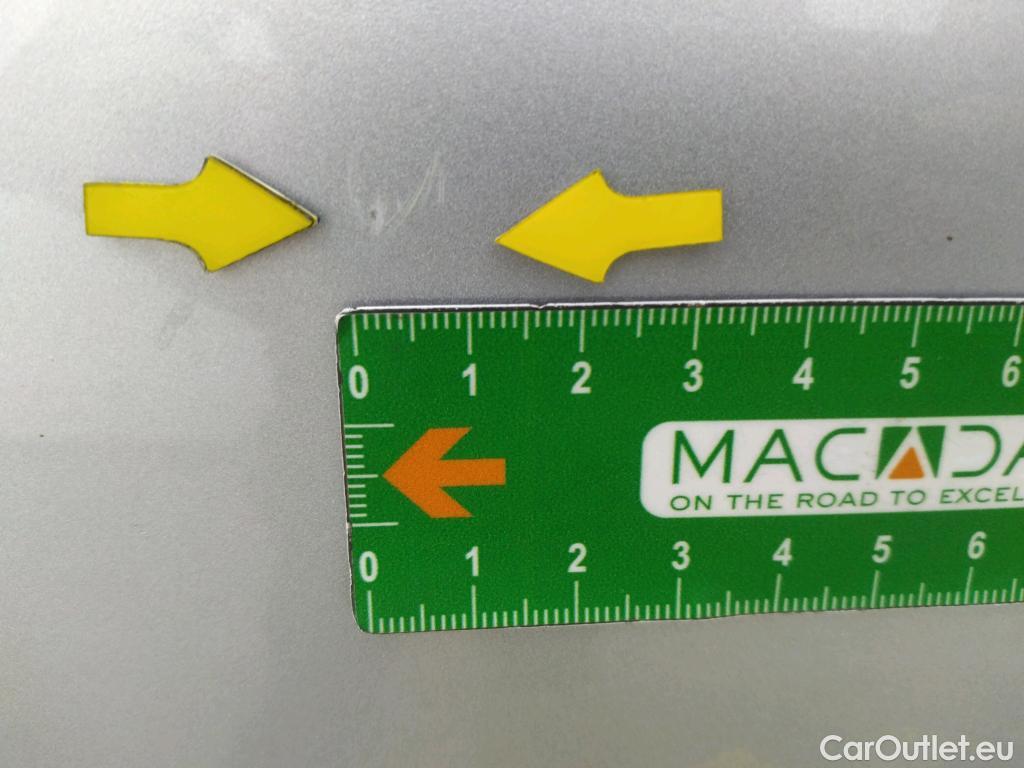 0 1 2 3 4 5 6
MACADA
ON THE ROAD TO EXCEL
0 1 2 3 4 5 6
CarOutlet.eu